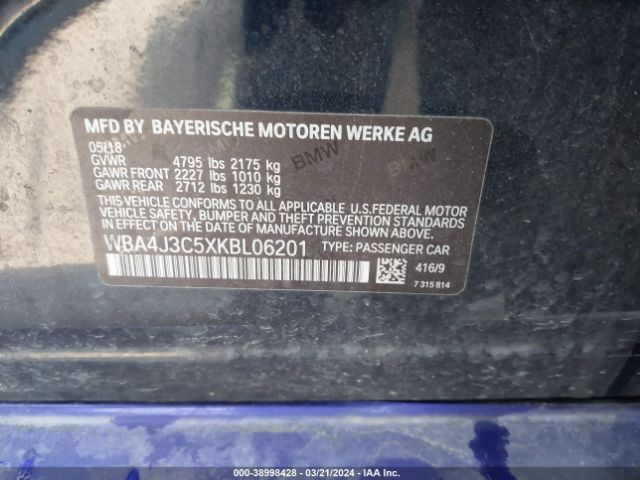 MFD BY BAYERISCHE MOTOREN WERKE AG
05/18
GVWR 4795 lbs 2175 kg
GAWR FRONT 2227 lbs 1010 kg
GAWR REAR 2712 lbs 1230 kg
THIS VEHICLE CONFORMS TO ALL APPLICABLE U.S.FEDERAL MOTOR
VEHICLE SAFETY, BUMPER, AND THEFT PREVENTION STANDARDS
IN EFFECT ON THE DATE OF MANUFACTURE SHOWN ABOVE.
WBA4J3C5XKBL06201 TYPE: PASSENGER CAR
416/9
7 315 814
BMW
BMW
000-38998428 - 03/21/2024 - IAA Inc.